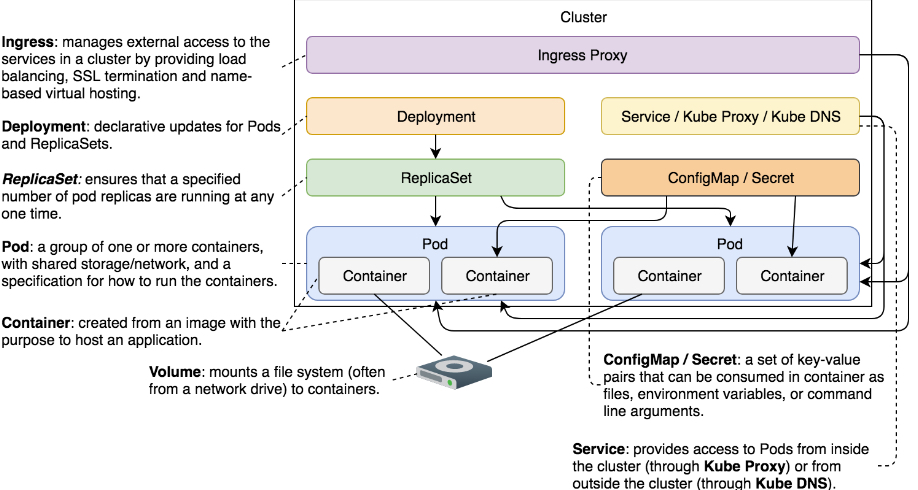 Cluster
Ingress Proxy
Ingress: manages external access to the
services in a cluster by providing load
balancing, SSL termination and name-
based virtual hosting.
Deployment
Service / Kube Proxy / Kube DNS
Deployment: declarative updates for Pods
and ReplicaSets.
ReplicaSet
ConfigMap / Secret
ReplicaSet: ensures that a specified
number of pod replicas are running at any
one time.
Pod
Pod
Pod: a group of one or more containers,
with shared storage/network, and a
specification for how to run the containers.
Container
Container
Container
Container
Container: created from an image with the
purpose to host an application.
Volume: mounts a file system (often
from a network drive) to containers.
ConfigMap / Secret: a set of key-value
pairs that can be consumed in container as
files, environment variables, or command
line arguments.
Service: provides access to Pods from inside
the cluster (through Kube Proxy) or from
outside the cluster (through Kube DNS).